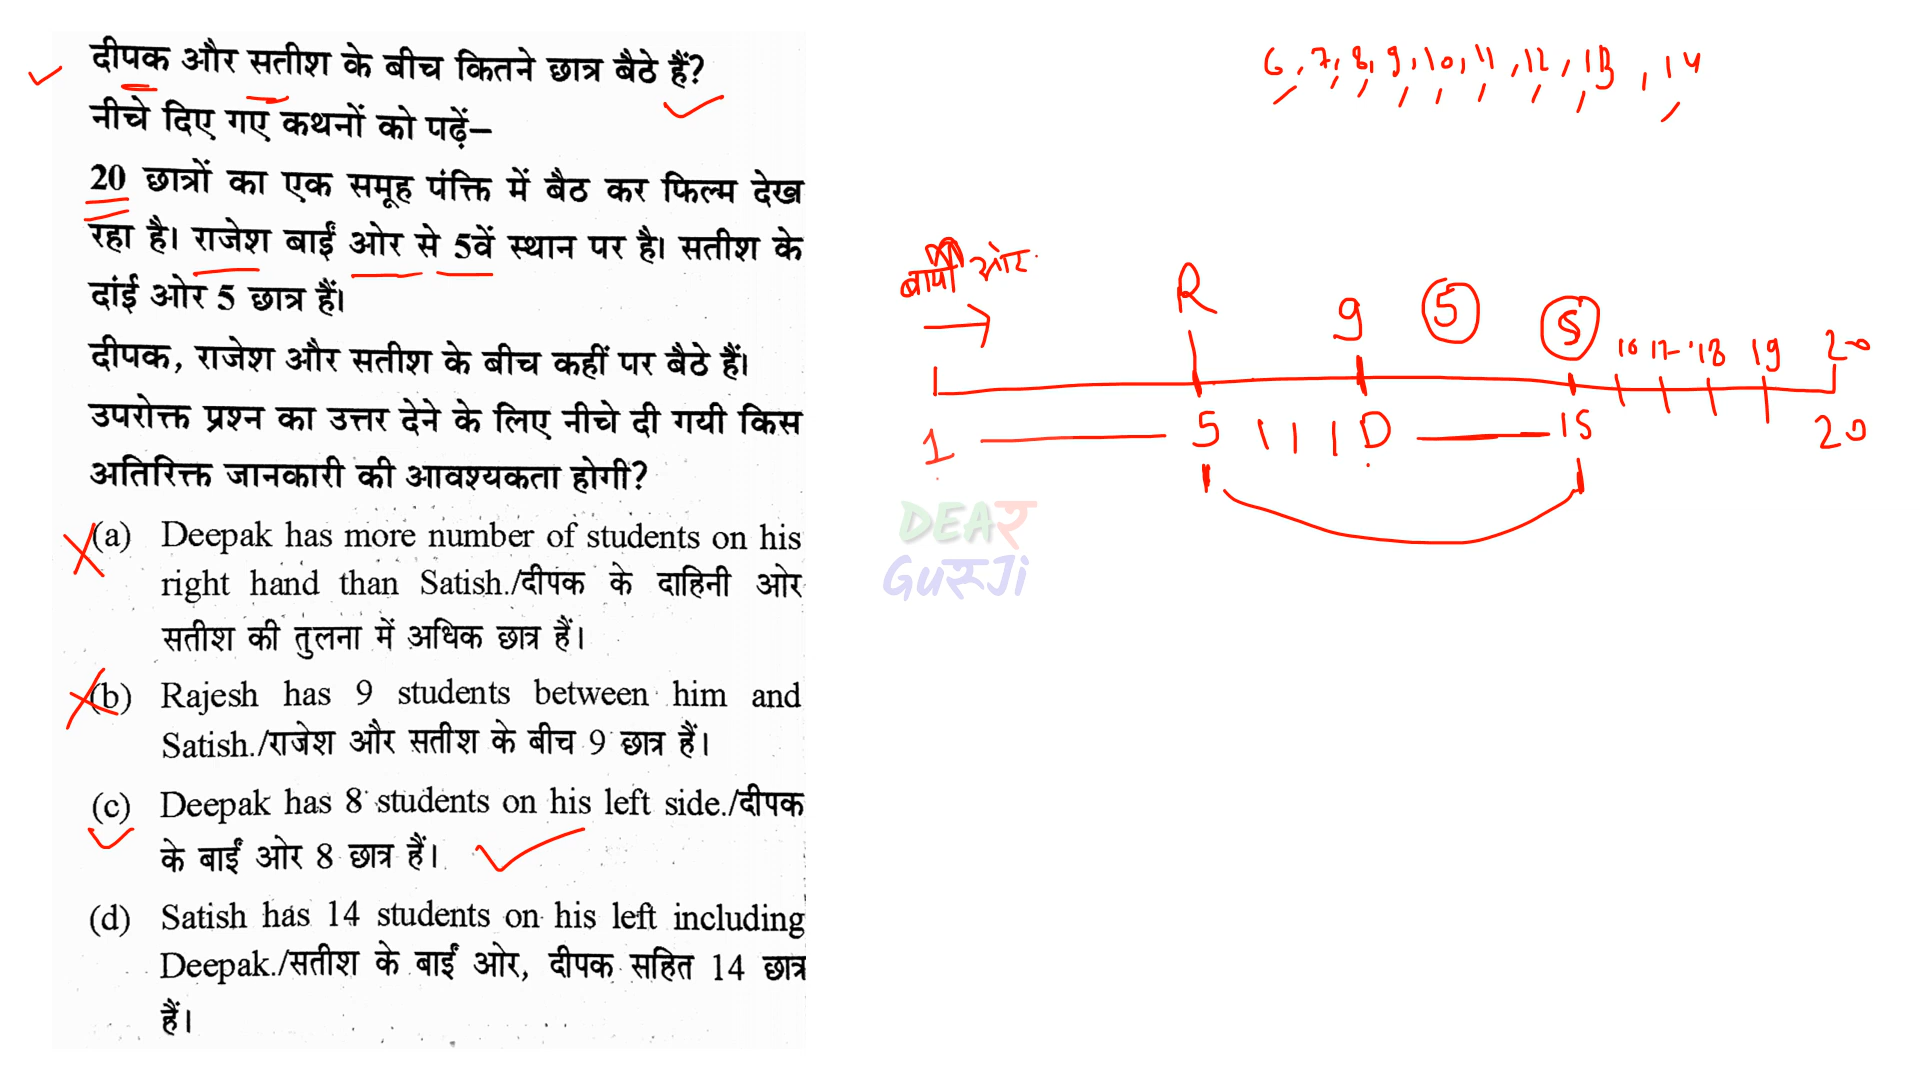 दीपक और सतीश के बीच कितने छात्र बैठे हैं?
नीचे दिए गए कथनों को पढ़ें–
20 छात्रों का एक समूह पंक्ति में बैठ कर फिल्म देख
रहा है। राजेश बाईं ओर से 5वें स्थान पर है। सतीश के
दांई ओर 5 छात्र हैं।
दीपक, राजेश और सतीश के बीच कहीं पर बैठे हैं।
उपरोक्त प्रश्न का उत्तर देने के लिए नीचे दी गयी किस
अतिरिक्त जानकारी की आवश्यकता होगी?
(a) Deepak has more number of students on his
right hand than Satish./दीपक के दाहिनी ओर
सतीश की तुलना में अधिक छात्र हैं।
(b) Rajesh has 9 students between him and
Satish./राजेश और सतीश के बीच 9 छात्र हैं।
(c) Deepak has 8 students on his left side./दीपक
के बाईं ओर 8 छात्र हैं।
(d) Satish has 14 students on his left including
Deepak./सतीश के बाईं ओर, दीपक सहित 14 छात्र
हैं।
6, 7, 8, 9, 10, 11, 12, 13, 14
बायीं ओर
R 9 5 S 16 17 18 19 20
1 5 D 15 20
DEAर
GuरूJi